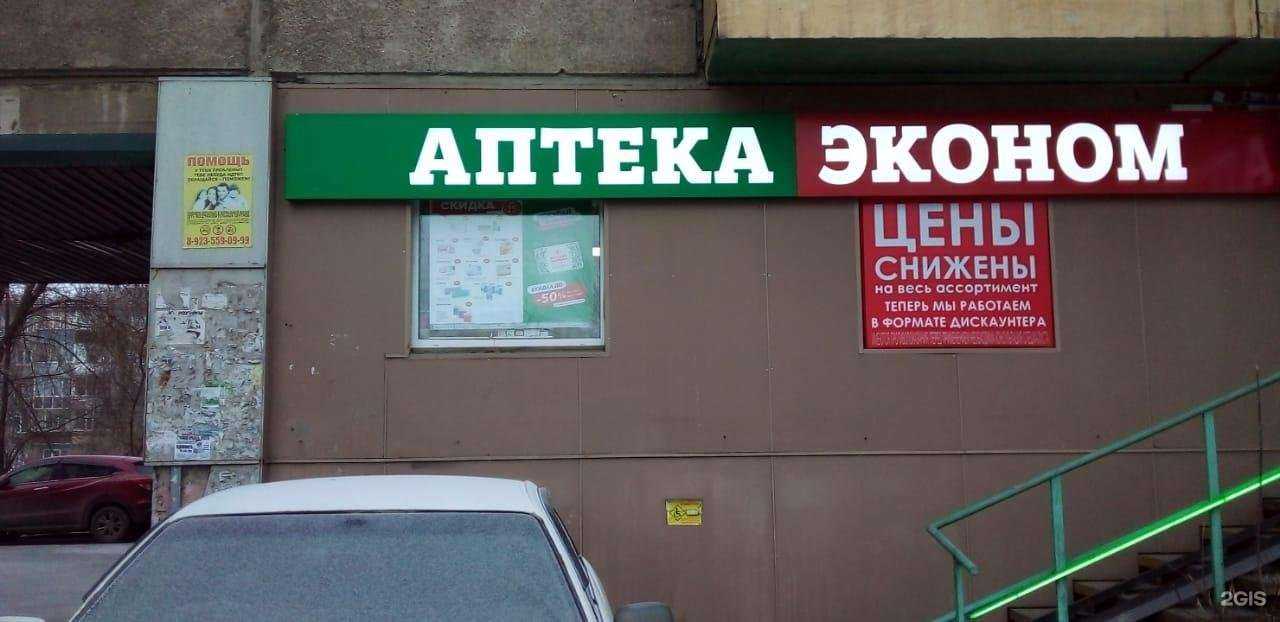 АПТЕКА ЭКОНОМ
ПОМОЩЬ
8-923-559-09-99
СКИДКА
-50%
ЦЕНЫ
СНИЖЕНЫ
на весь ассортимент
ТЕПЕРЬ МЫ РАБОТАЕМ
В ФОРМАТЕ ДИСКАУНТЕРА
2GIS